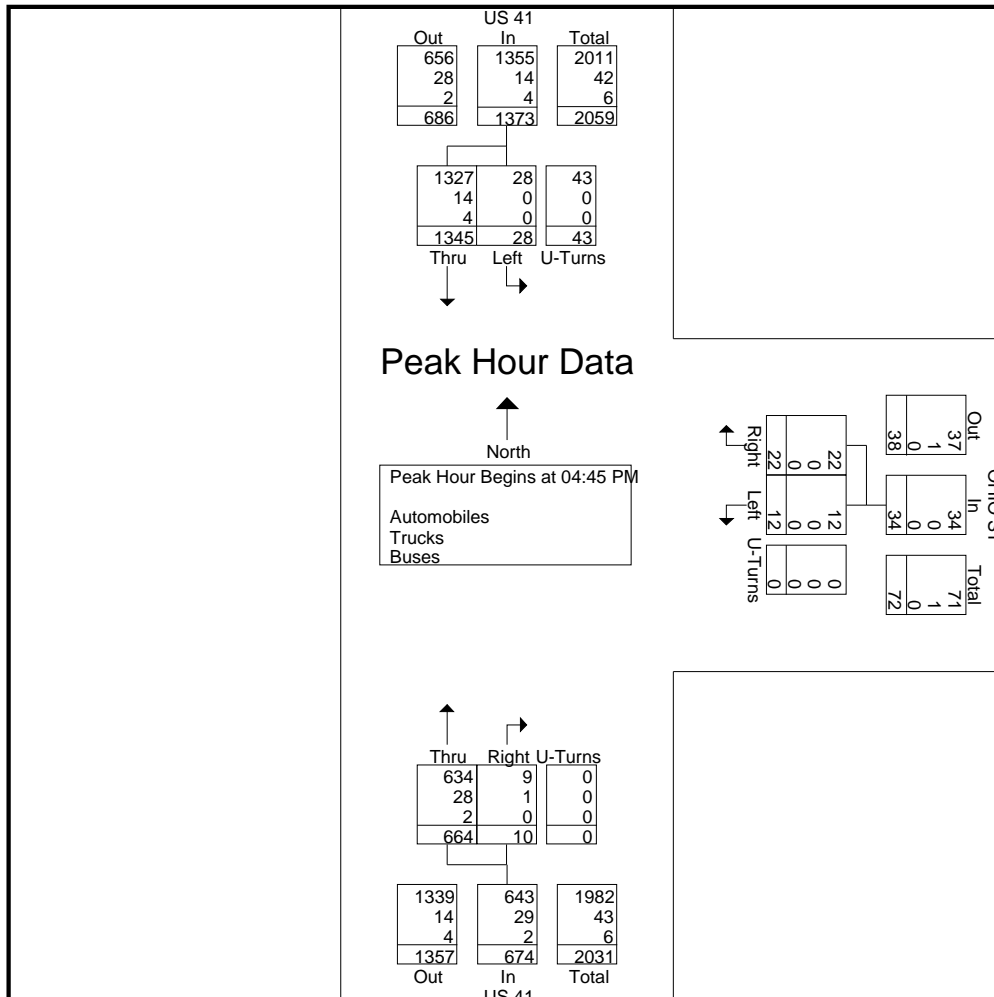 US 41
Out In Total
656 1355 2011
28 14 42
2 4 6
686 1373 2059
1327 28 43
14 0 0
4 0 0
1345 28 43
Thru Left U-Turns
Peak Hour Data
North
Peak Hour Begins at 04:45 PM
Automobiles
Trucks
Buses
Right Left U-Turns
22 12 0
0 0 0
0 0 0
22 12 0
Out In Total
37 34 71
1 0 1
0 0 0
38 34 72
Thru Right U-Turns
634 9 0
28 1 0
2 0 0
664 10 0
1339 643 1982
14 29 43
4 2 6
1357 674 2031
Out In Total
US 41